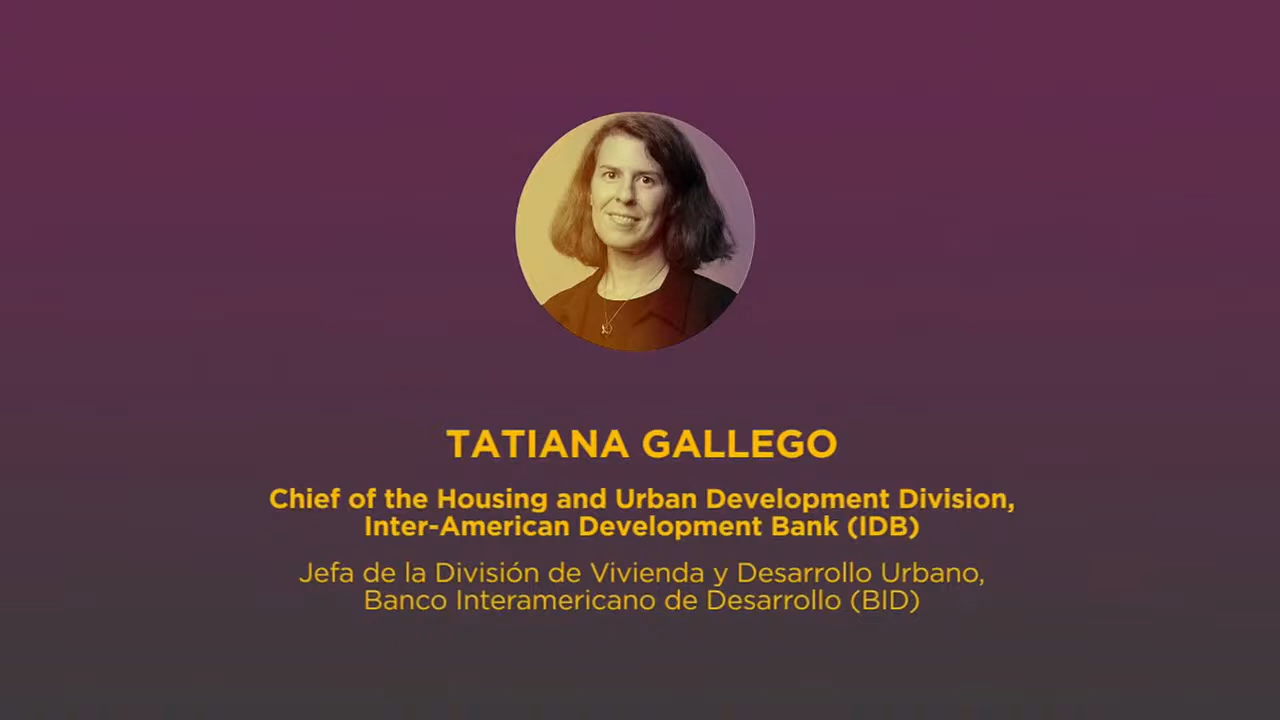 TATIANA GALLEGO
Chief of the Housing and Urban Development Division,
Inter-American Development Bank (IDB)
Jefa de la División de Vivienda y Desarrollo Urbano,
Banco Interamericano de Desarrollo (BID)